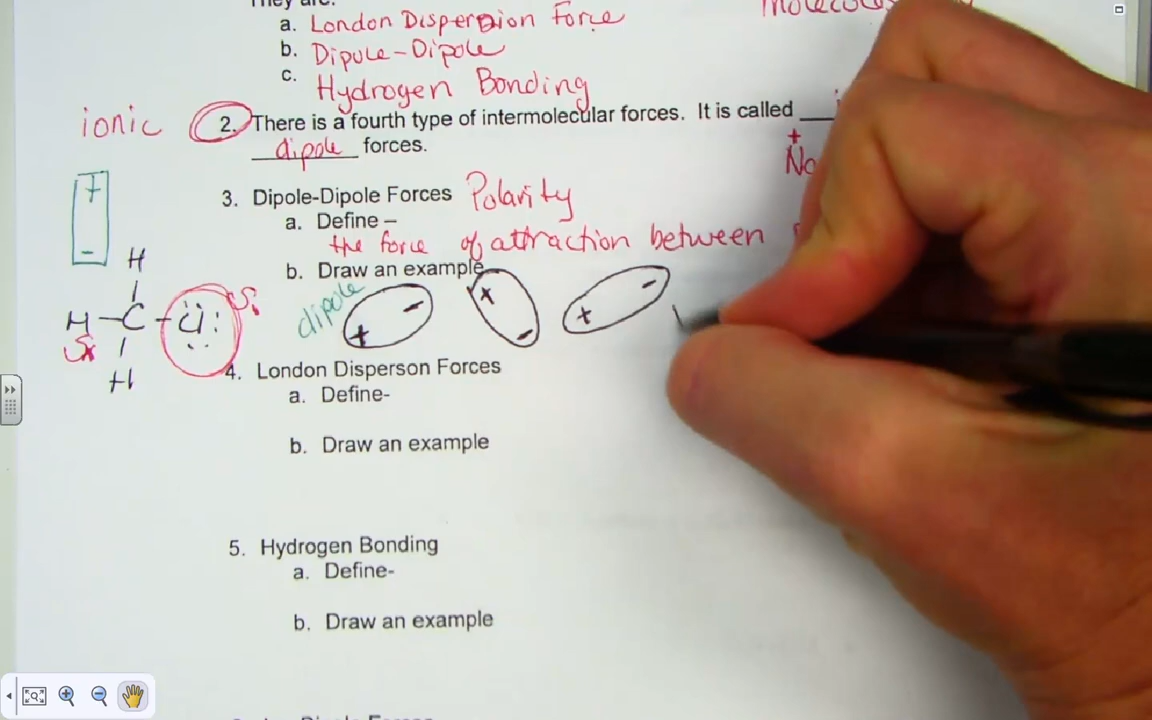 They are:
a. London Dispersion Force
b. Dipole-Dipole
c. Hydrogen Bonding
ionic
2. There is a fourth type of intermolecular forces. It is called
dipole forces.
+
3. Dipole-Dipole Forces Polarity
a. Define –
the force of attraction between
b. Draw an example
+
-
H
H - C - Cl:
H
dipole
+ - + - + -
4. London Disperson Forces
a. Define-
b. Draw an example
5. Hydrogen Bonding
a. Define-
b. Draw an example